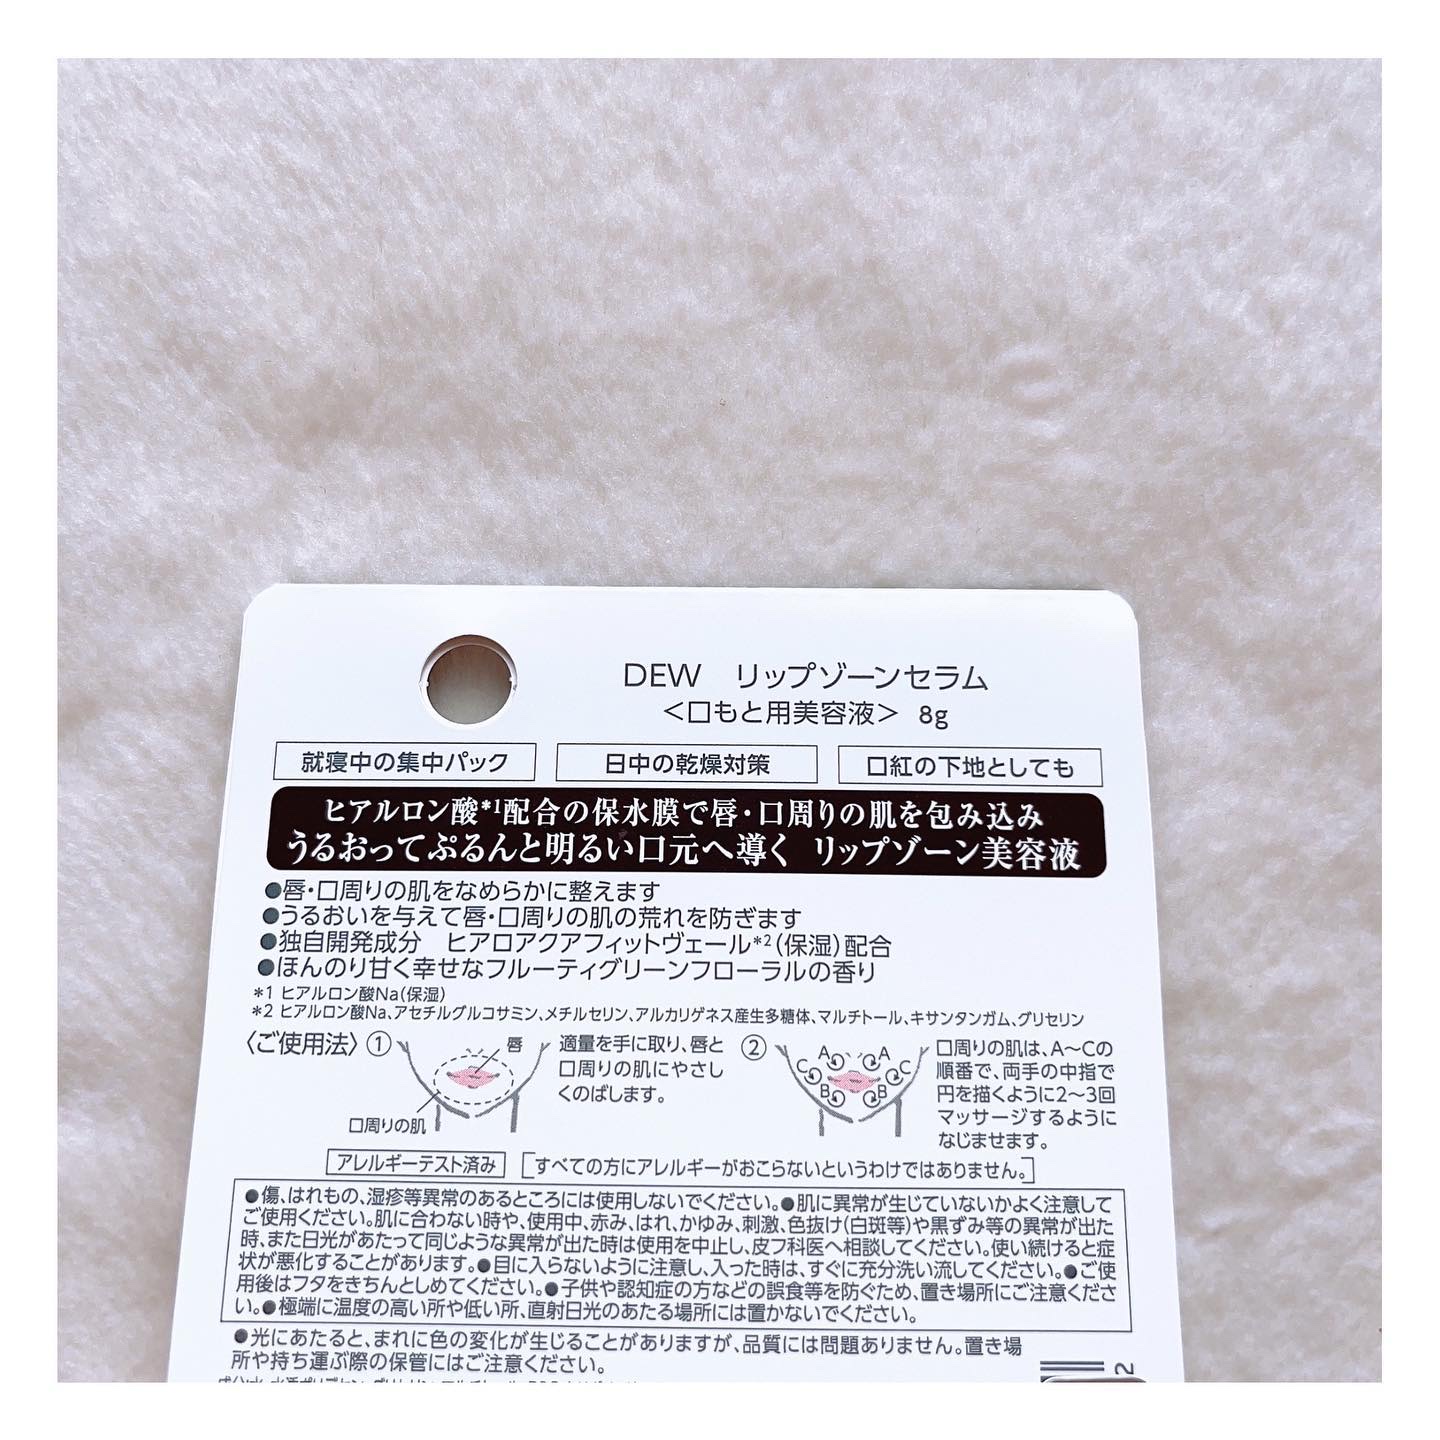 DEW リップゾーンセラム
＜口もと用美容液＞ 8g
就寝中の集中パック
日中の乾燥対策
口紅の下地としても
ヒアルロン酸*1配合の保水膜で唇・口周りの肌を包み込み
うるおってぷるんと明るい口元へ導く リップゾーン美容液
●唇・口周りの肌をなめらかに整えます
●うるおいを与えて唇・口周りの肌の荒れを防ぎます
●独自開発成分 ヒアロアクアフィットヴェール*2(保湿)配合
●ほんのり甘く幸せなフルーティグリーンフローラルの香り
*1 ヒアルロン酸Na(保湿)
*2 ヒアルロン酸Na、アセチルグルコサミン、メチルセリン、アルカリゲネス産生多糖体、マルチトール、キサンタンガム、グリセリン
〈ご使用法〉①
唇
口周りの肌
適量を手に取り、唇と
口周りの肌にやさし
くのばします。
②
A A
C C
B B
口周りの肌は、A〜Cの
順番で、両手の中指で
円を描くように2〜3回
マッサージするように
なじませます。
アレルギーテスト済み
[すべての方にアレルギーがおこらないというわけではありません。]
●傷、はれもの、湿疹等異常のあるところには使用しないでください。●肌に異常が生じていないかよく注意して
ご使用ください。肌に合わない時や、使用中、赤み、はれ、かゆみ、刺激、色抜け(白斑等)や黒ずみ等の異常が出た
時、また日光があたって同じような異常が出た時は使用を中止し、皮フ科医へ相談してください。使い続けると症
状が悪化することがあります。●目に入らないように注意し、入った時は、すぐに充分洗い流してください。●ご使
用後はフタをきちんとしめてください。●子供や認知症の方などの誤食等を防ぐため、置き場所にご注意くださ
い。●極端に温度の高い所や低い所、直射日光のあたる場所には置かないでください。
●光にあたると、まれに色の変化が生じることがありますが、品質には問題ありません。置き場
所や持ち運ぶ際の保管にはご注意ください。
2